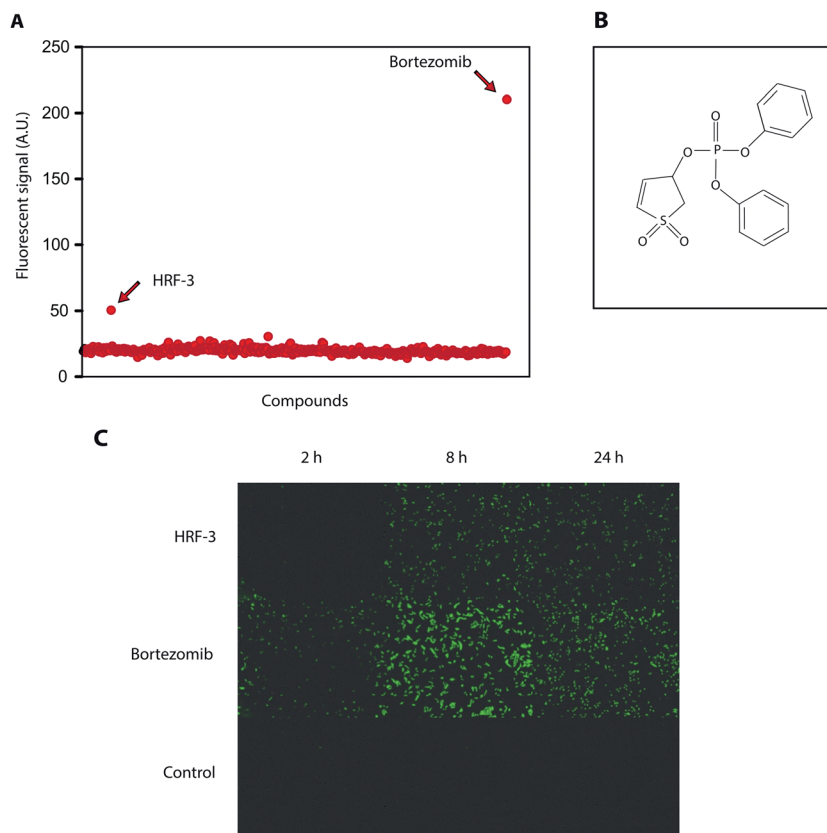 A
250
200
150
100
50
0
Fluorescent signal (A.U.)
Bortezomib
HRF-3
Compounds
B
O
O
P
O
O
S
O
O
C
2 h
8 h
24 h
HRF-3
Bortezomib
Control